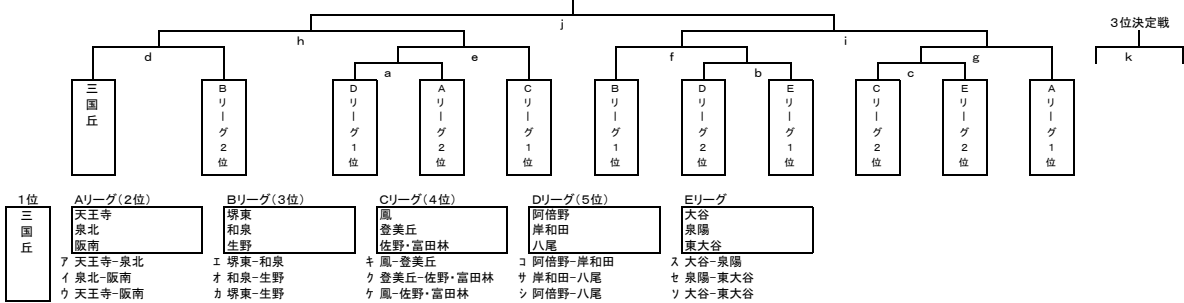 j
3位決定戦
h
i
k
d
e
f
g
a
b
c
三国丘
Bリーグ2位
Dリーグ1位
Aリーグ2位
Cリーグ1位
Bリーグ1位
Dリーグ2位
Eリーグ1位
Cリーグ2位
Eリーグ2位
Aリーグ1位
1位 Aリーグ(2位) Bリーグ(3位) Cリーグ(4位) Dリーグ(5位) Eリーグ
三国丘
天王寺 堺東 鳳 阿倍野 大谷
泉北 和泉 登美丘 岸和田 泉陽
阪南 生野 佐野・富田林 八尾 東大谷
ア 天王寺-泉北 エ 堺東-和泉 キ 鳳-登美丘 コ 阿倍野-岸和田 ス 大谷-泉陽
イ 泉北-阪南 オ 和泉-生野 ク 登美丘-佐野・富田林 サ 岸和田-八尾 セ 泉陽-東大谷
ウ 天王寺-阪南 カ 堺東-生野 ケ 鳳-佐野・富田林 シ 阿倍野-八尾 ソ 大谷-東大谷